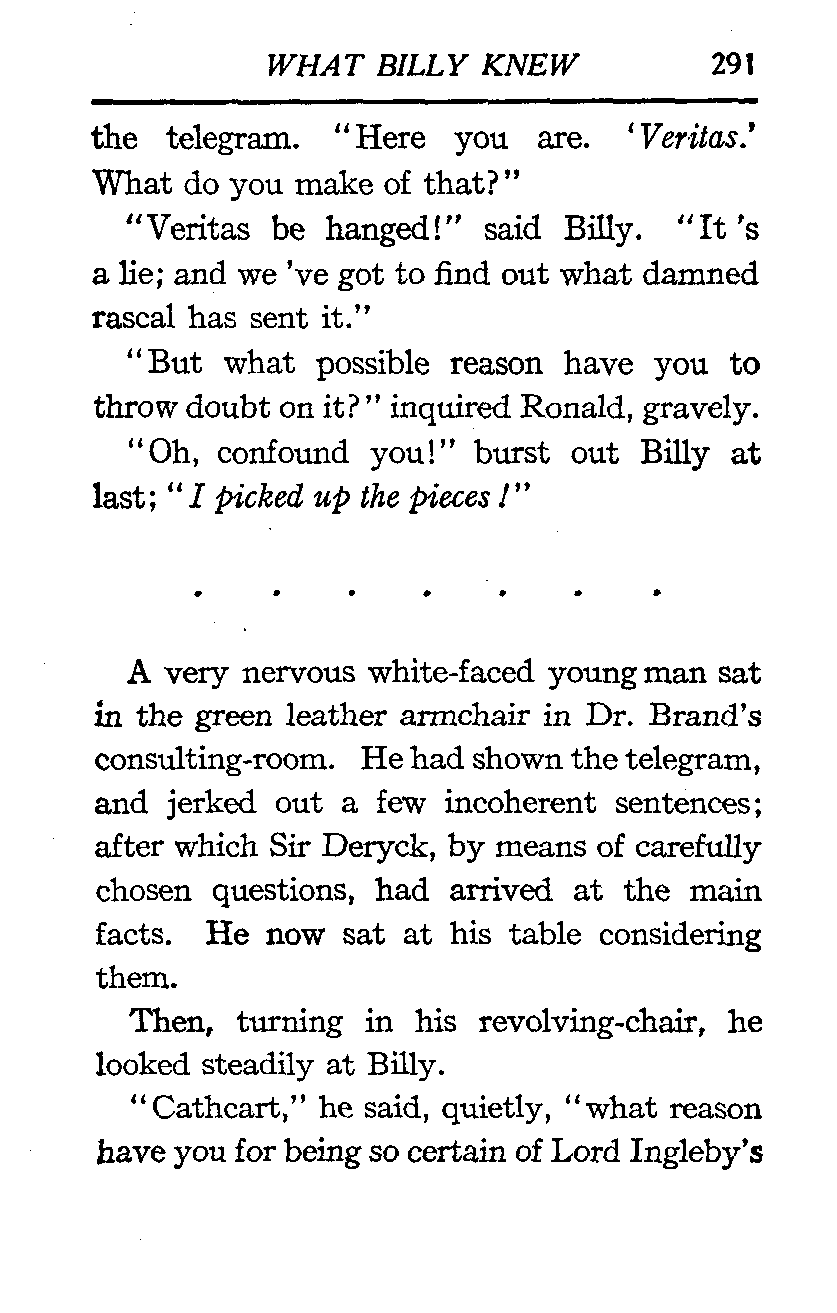 WHAT BILLY KNEW 291
the telegram. "Here you are. 'Veritas.'
What do you make of that?"
"Veritas be hanged!" said Billy. "It 's
a lie; and we 've got to find out what damned
rascal has sent it."
"But what possible reason have you to
throw doubt on it?" inquired Ronald, gravely.
"Oh, confound you!" burst out Billy at
last; "I picked up the pieces!"
. . . . . . .
A very nervous white-faced young man sat
in the green leather armchair in Dr. Brand's
consulting-room. He had shown the telegram,
and jerked out a few incoherent sentences;
after which Sir Deryck, by means of carefully
chosen questions, had arrived at the main
facts. He now sat at his table considering
them.
Then, turning in his revolving-chair, he
looked steadily at Billy.
"Cathcart," he said, quietly, "what reason
have you for being so certain of Lord Ingleby's